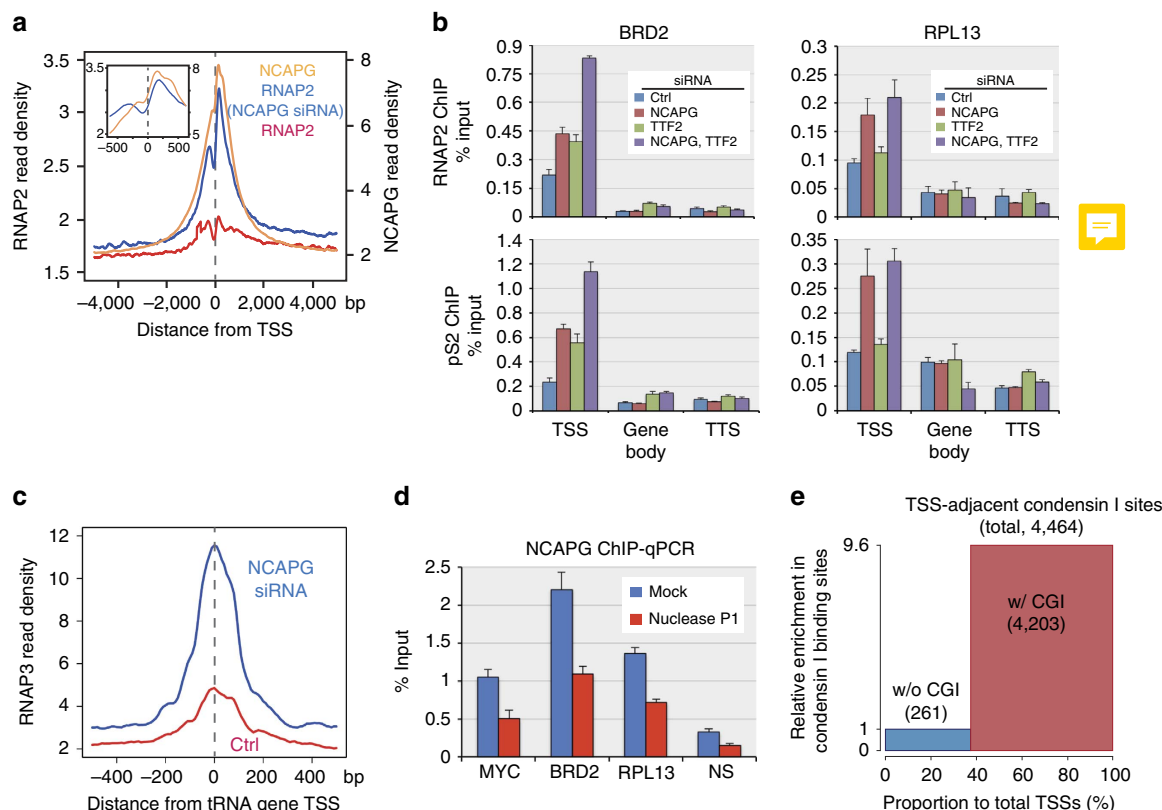 a
RNAP2 read density
3.5
3
2.5
2
1.5
3.5
2
8
5
−500
0
500
NCAPG
RNAP2
(NCAPG siRNA)
RNAP2
8
7
6
5
4
3
2
NCAPG read density
−4,000
−2,000
0
2,000
4,000
bp
Distance from TSS
b
BRD2
RNAP2 ChIP
% input
0.9
0.75
0.6
0.45
0.3
0.15
0
siRNA
Ctrl
NCAPG
TTF2
NCAPG, TTF2
RPL13
0.3
0.25
0.2
0.15
0.1
0.05
0
siRNA
Ctrl
NCAPG
TTF2
NCAPG, TTF2
pS2 ChIP
% input
1.4
1.2
1.0
0.8
0.6
0.4
0.2
0
TSS
Gene
body
TTS
0.35
0.3
0.25
0.2
0.15
0.1
0.05
0
TSS
Gene
body
TTS
c
RNAP3 read density
12
10
8
6
4
2
NCAPG
siRNA
Ctrl
−400
−200
0
200
400
bp
Distance from tRNA gene TSS
d
NCAPG ChIP-qPCR
% Input
2.5
2
1.5
1
0.5
0
Mock
Nuclease P1
MYC
BRD2
RPL13
NS
e
TSS-adjacent condensin I sites
(total, 4,464)
Relative enrichment in
condensin I binding sites
9.6
1
0
w/o CGI
(261)
w/ CGI
(4,203)
0
20
40
60
80
100
Proportion to total TSSs (%)